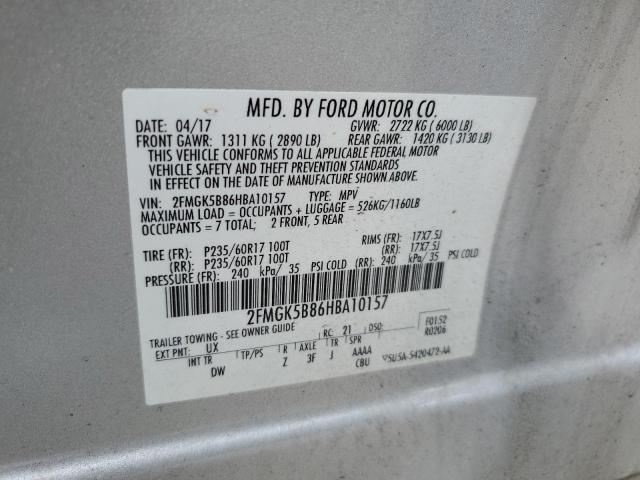 MFD. BY FORD MOTOR CO.
DATE: 04/17 GVWR: 2722 KG ( 6000 LB)
FRONT GAWR: 1311 KG ( 2890 LB) REAR GAWR: 1420 KG ( 3130 LB)
THIS VEHICLE CONFORMS TO ALL APPLICABLE FEDERAL MOTOR
VEHICLE SAFETY AND THEFT PREVENTION STANDARDS
IN EFFECT ON THE DATE OF MANUFACTURE SHOWN ABOVE.
VIN: 2FMGK5B86HBA10157 TYPE: MPV
MAXIMUM LOAD = OCCUPANTS + LUGGAGE = 526KG/1160LB
OCCUPANTS = 7 TOTAL; 2 FRONT, 5 REAR
TIRE (FR): P235/60R17 100T RIMS (FR): 17X7.5J
(RR): P235/60R17 100T (RR): 17X7.5J
PRESSURE (FR): 240 kPa/ 35 PSI COLD (RR): 240 kPa/ 35 PSI COLD
2FMGK5B86HBA10157
TRAILER TOWING - SEE OWNER GUIDE RC: 21 DSO: F0152
EXT PNT: UX R0206
INT TR TP/PS R AXLE TR SPR
DW Z 3F J AAAA
CBU